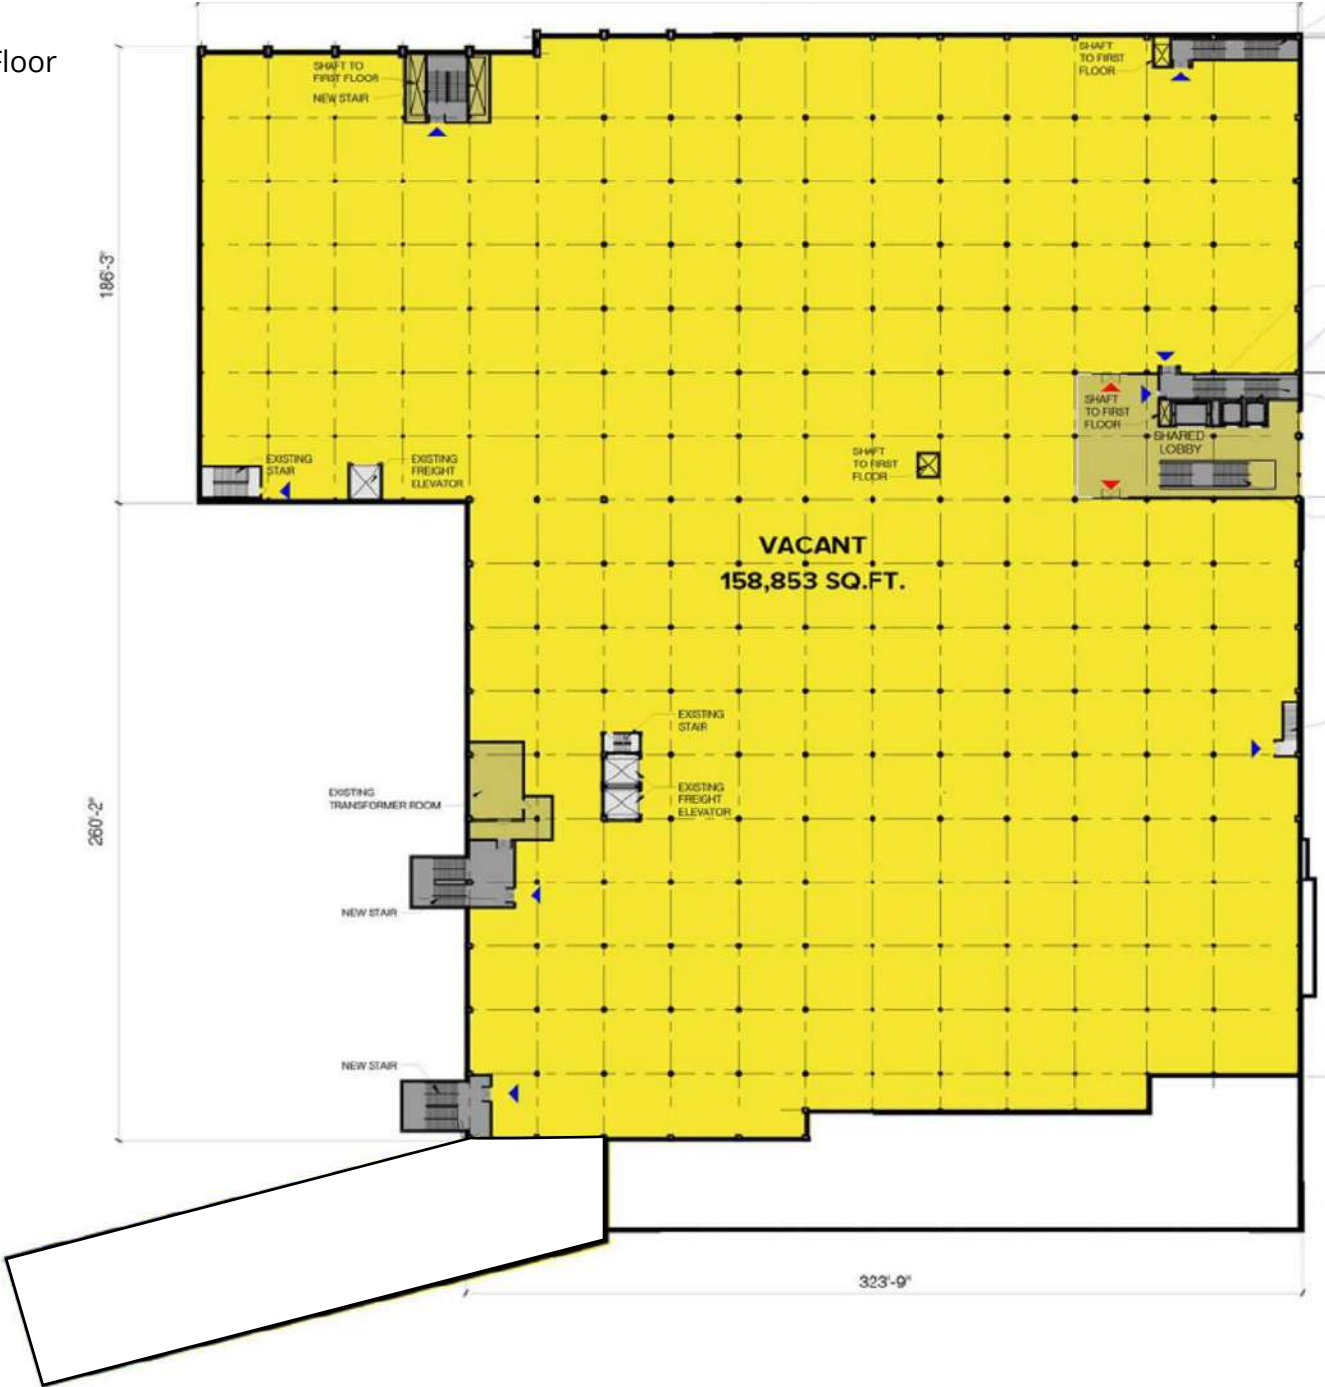 Floor
SHAFT TO
FIRST FLOOR
NEW STAIR
SHAFT
TO FIRST
FLOOR
186'-3"
SHAFT
TO FIRST
FLOOR
SHARED
LOBBY
EXISTING
STAIR
EXISTING
FREIGHT
ELEVATOR
SHAFT
TO FIRST
FLOOR
VACANT
158,853 SQ.FT.
EXISTING
STAIR
EXISTING
FREIGHT
ELEVATOR
EXISTING
TRANSFORMER ROOM
260'-2"
NEW STAIR
NEW STAIR
323'-9"